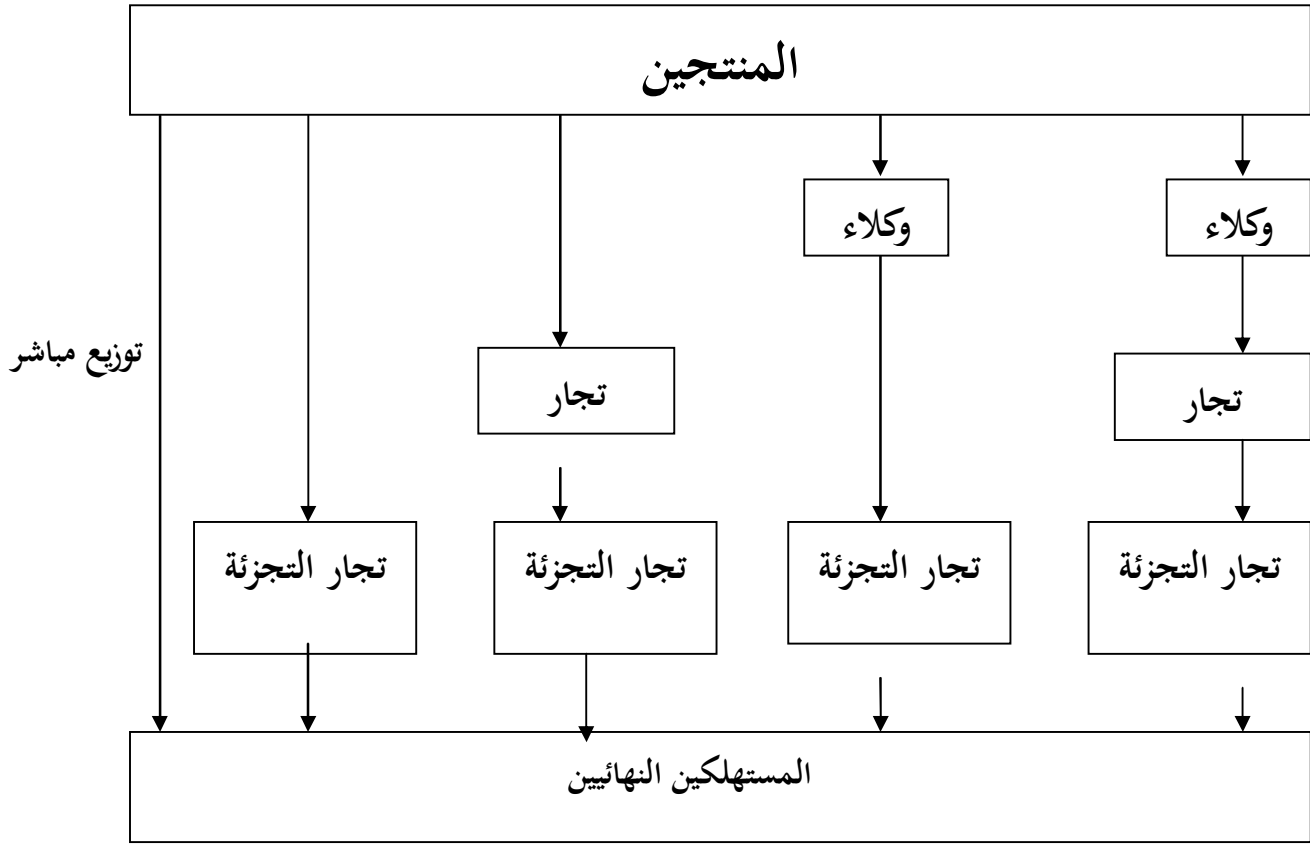 المنتجين
وكلاء
وكلاء
توزيع مباشر
تجار
تجار
تجار التجزئة
تجار التجزئة
تجار التجزئة
تجار التجزئة
المستهلكين النهائيين